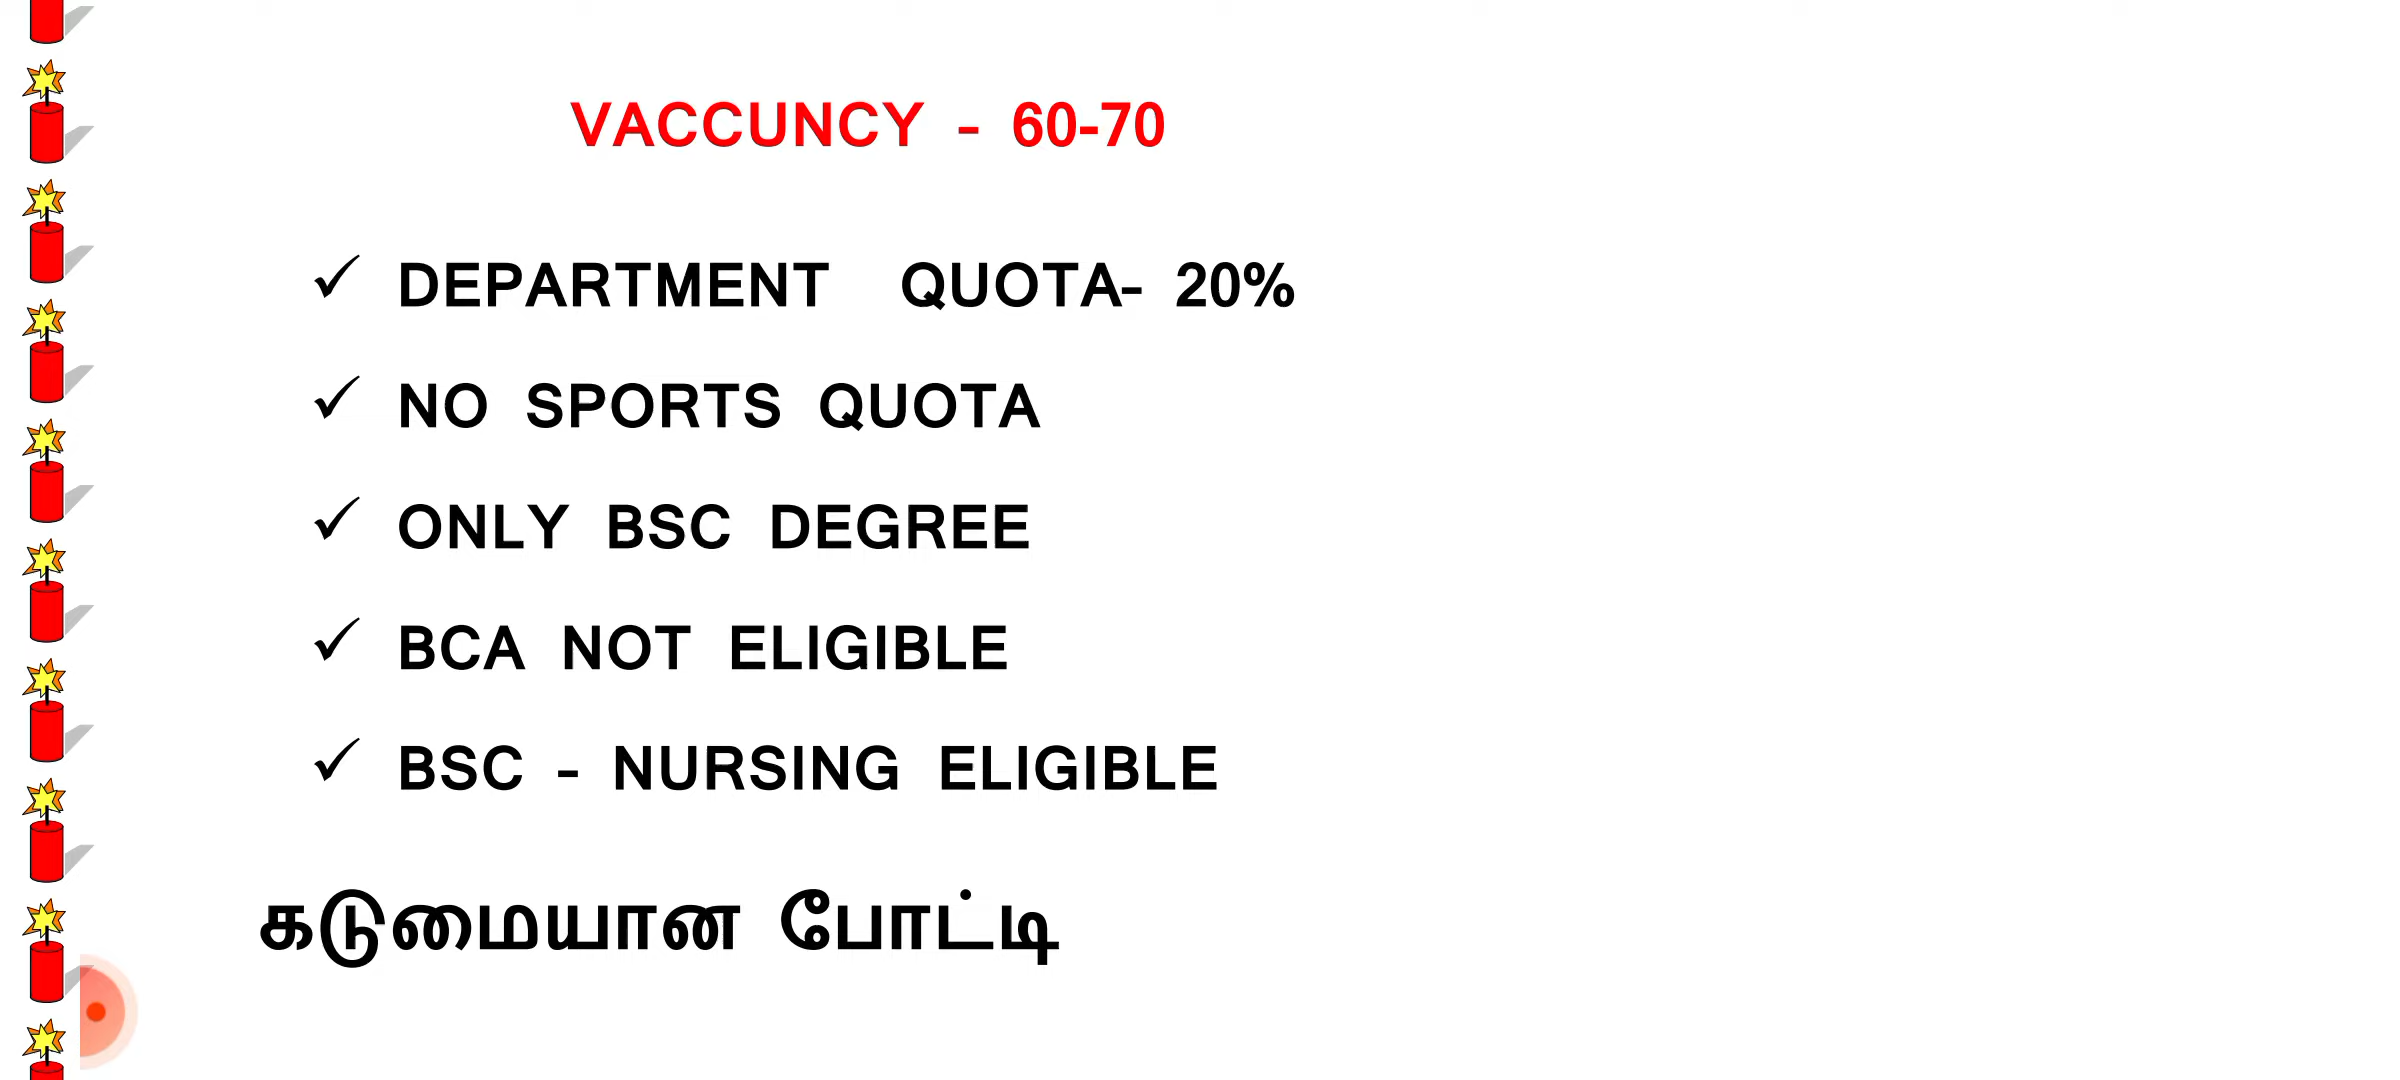 VACCUNCY - 60-70
✓ DEPARTMENT QUOTA- 20%
✓ NO SPORTS QUOTA
✓ ONLY BSC DEGREE
✓ BCA NOT ELIGIBLE
✓ BSC - NURSING ELIGIBLE
கடுமையான போட்டி